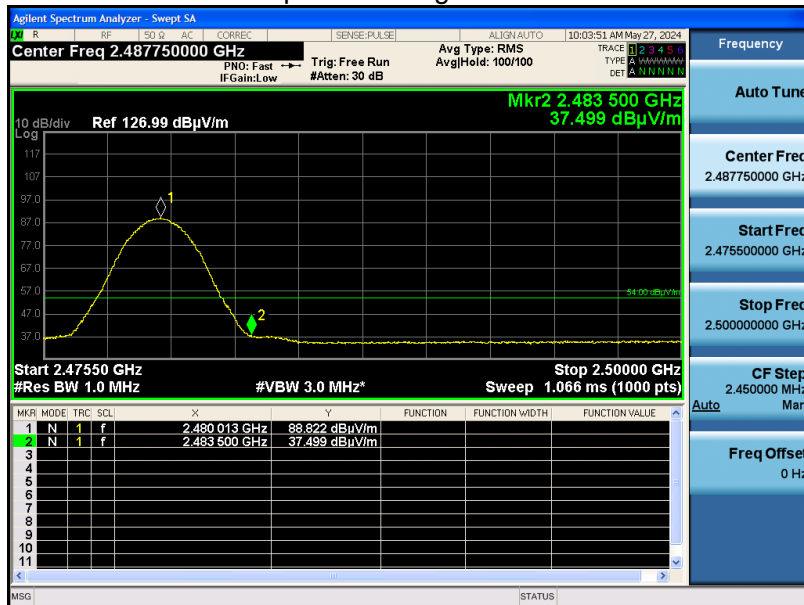 Agilent Spectrum Analyzer - Swept SA
LXI R RF 50 Ω AC CORREC SENSE:PULSE ALIGN AUTO 10:03:51 AM May 27, 2024
Center Freq 2.487750000 GHz
PNO: Fast
IFGain:Low
Trig: Free Run
#Atten: 30 dB
Avg Type: RMS
Avg|Hold: 100/100
TRACE 1 2 3 4 5 6
TYPE A WWWWW
DET A N N N N N
Mkr2 2.483 500 GHz
37.499 dBµV/m
10 dB/div Ref 126.99 dBµV/m
Log
117
107
97.0
87.0
77.0
67.0
57.0
47.0
37.0
1
2
54.00 dBµV/m
Start 2.47550 GHz Stop 2.50000 GHz
#Res BW 1.0 MHz #VBW 3.0 MHz* Sweep 1.066 ms (1000 pts)
MKR MODE TRC SCL X Y FUNCTION FUNCTION WIDTH FUNCTION VALUE
1 N 1 f 2.480 013 GHz 88.822 dBµV/m
2 N 1 f 2.483 500 GHz 37.499 dBµV/m
3
4
5
6
7
8
9
10
11
MSG STATUS
Frequency
Auto Tune
Center Freq
2.487750000 GHz
Start Freq
2.475500000 GHz
Stop Freq
2.500000000 GHz
CF Step
2.450000 MHz
Auto Man
Freq Offset
0 Hz